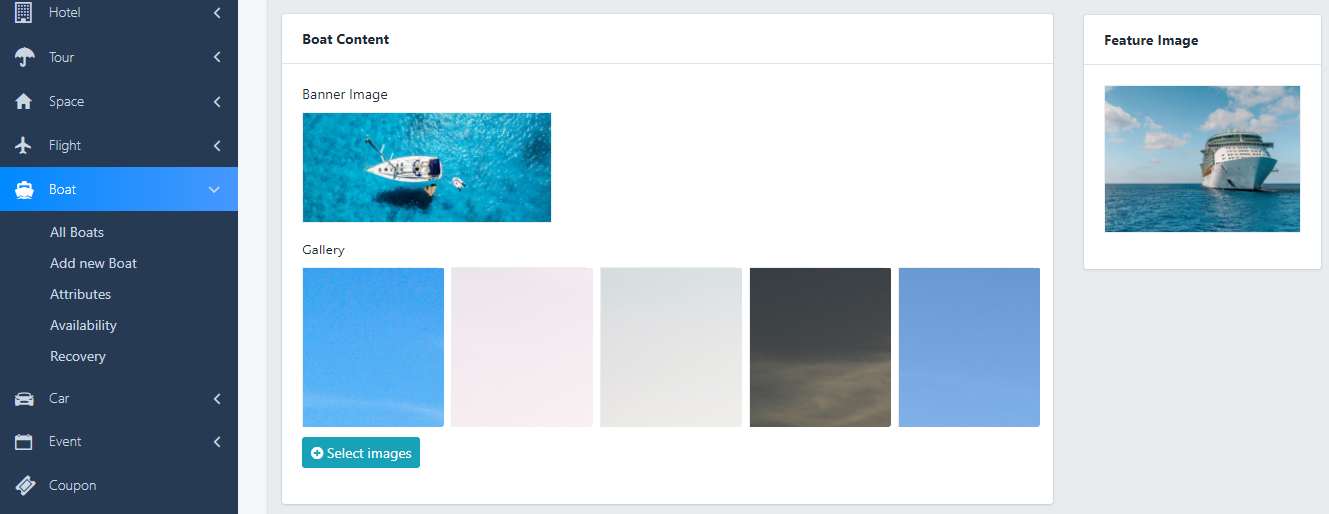 Hotel
Tour
Space
Flight
Boat
All Boats
Add new Boat
Attributes
Availability
Recovery
Car
Event
Coupon
Boat Content
Banner Image
Gallery
Select images
Feature Image